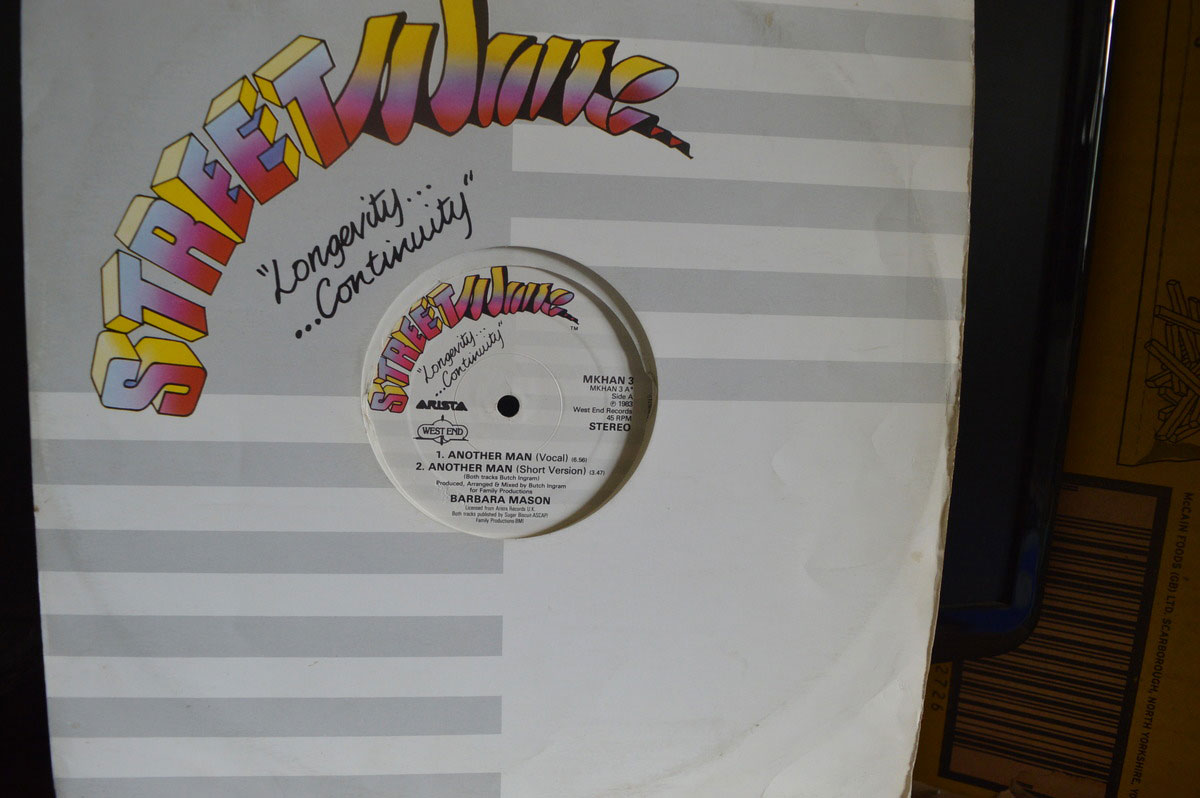 STREETWave
"Longevity...
...Continuity"
STREETWave
TM
"Longevity...
...Continuity"
ARISTA
WEST END
MKHAN 3
MKHAN 3 A*
Side A
℗ 1983
West End Records
45 RPM
STEREO
1. ANOTHER MAN (Vocal) (6.56)
2. ANOTHER MAN (Short Version) (3.47)
(Both tracks Butch Ingram)
Produced, Arranged & Mixed by Butch Ingram
for Family Productions
BARBARA MASON
Licensed from Arista Records U.K.
Both tracks published by Sugar Biscuit ASCAP/
Family Productions BMI
MCCAIN FOODS (GB) LTD, SCARBOROUGH, NORTH YORKSHIRE, YO
2726